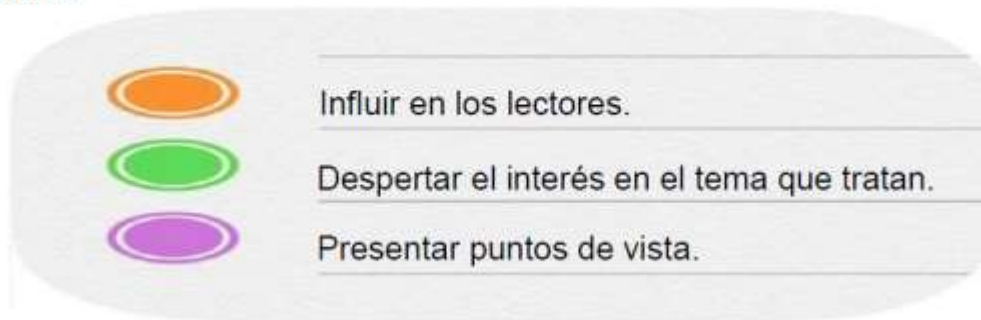 Influir en los lectores.
Despertar el interés en el tema que tratan.
Presentar puntos de vista.